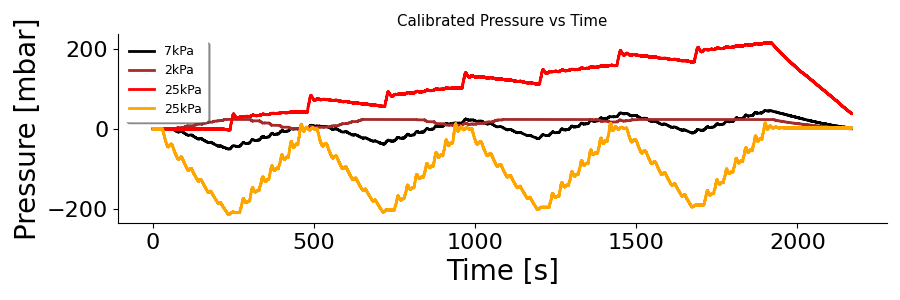 Calibrated Pressure vs Time
Pressure [mbar]
200
0
−200
7kPa
2kPa
25kPa
25kPa
0 500 1000 1500 2000
Time [s]